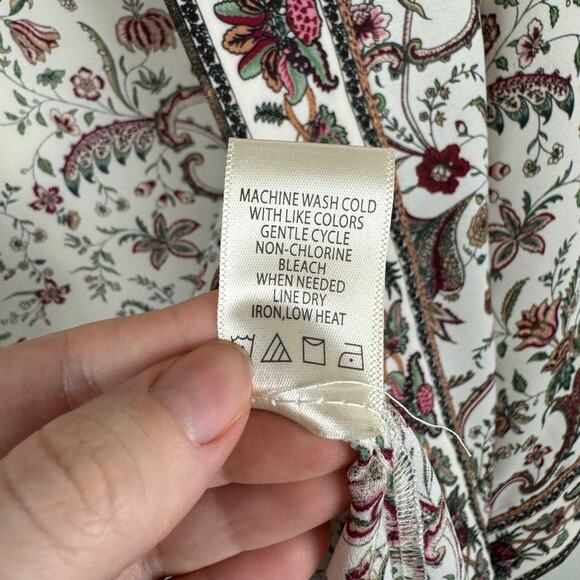 MACHINE WASH COLD
WITH LIKE COLORS
GENTLE CYCLE
NON-CHLORINE
BLEACH
WHEN NEEDED
LINE DRY
IRON,LOW HEAT